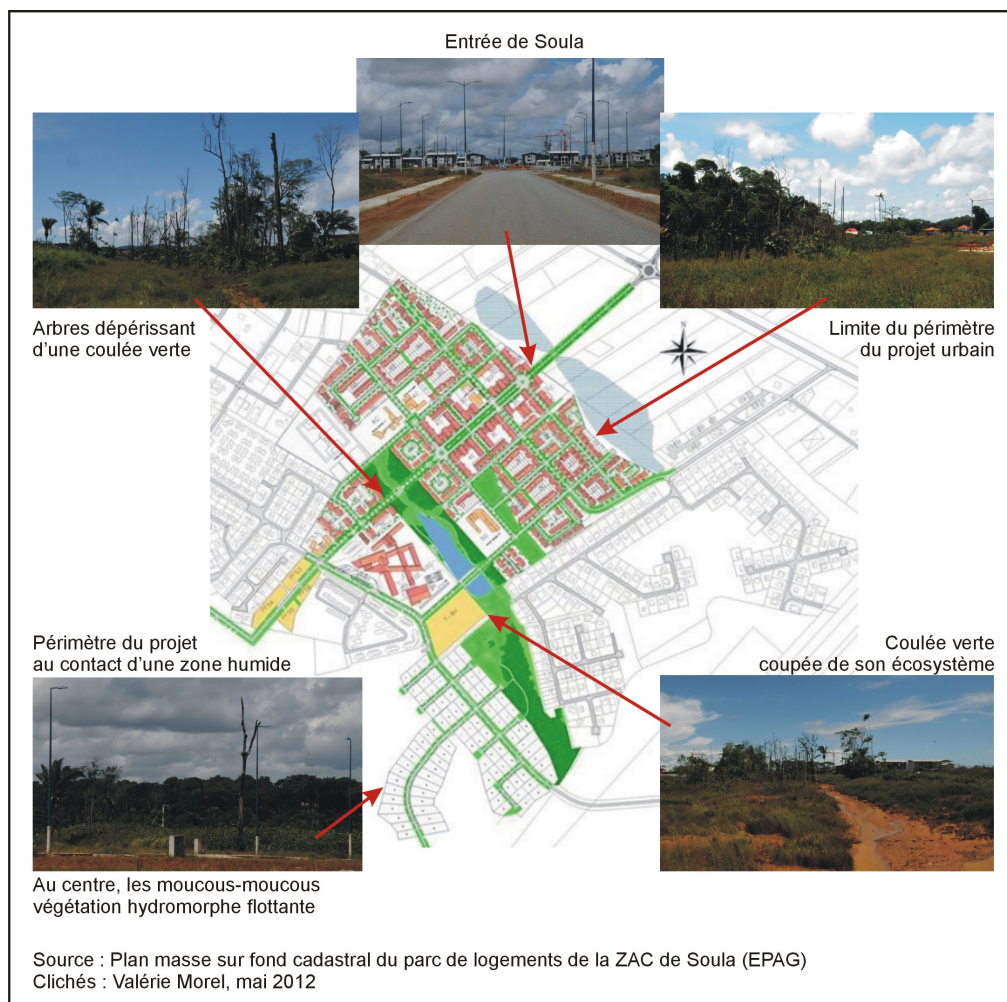 Entrée de Soula
Arbres dépérissant
d'une coulée verte
Limite du périmètre
du projet urbain
N
Périmètre du projet
au contact d'une zone humide
Coulée verte
coupée de son écosystème
Au centre, les moucous-moucous
végétation hydromorphe flottante
Source : Plan masse sur fond cadastral du parc de logements de la ZAC de Soula (EPAG)
Clichés : Valérie Morel, mai 2012